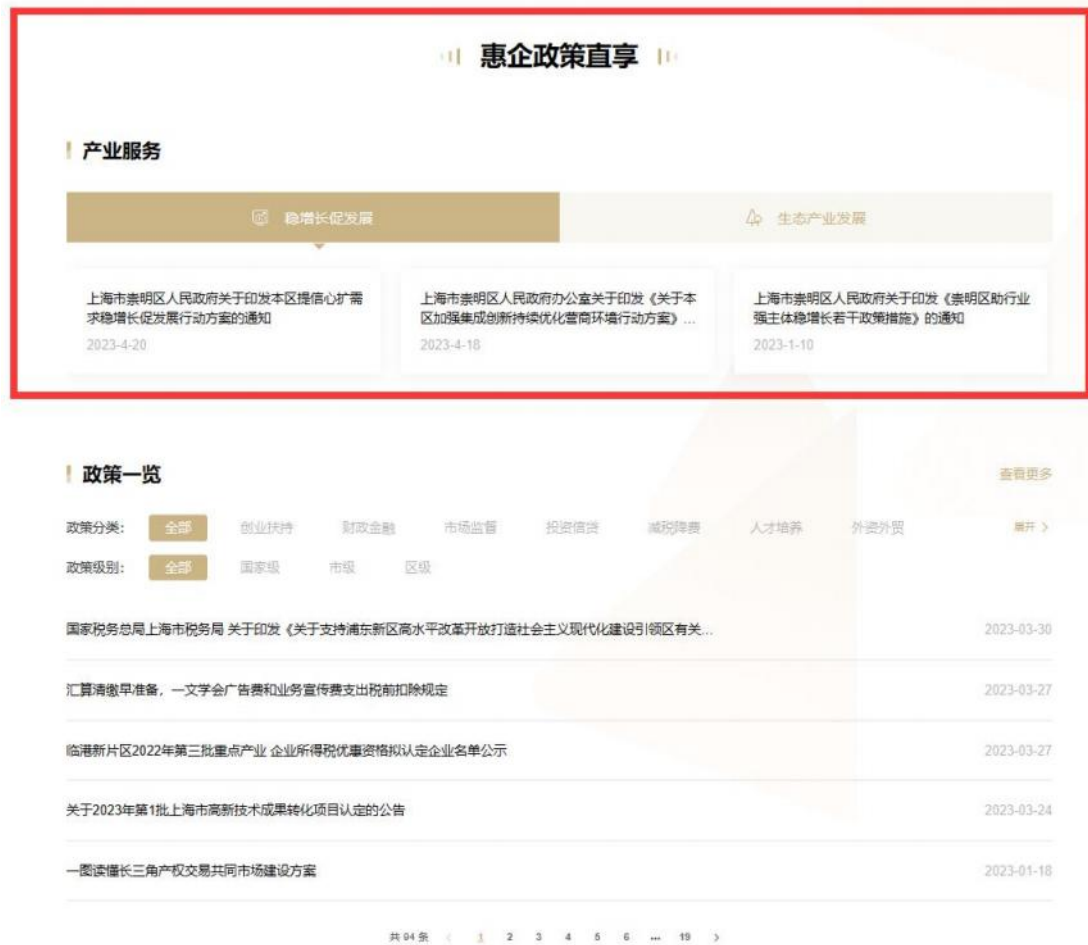 惠企政策直享
产业服务
稳增长促发展
生态产业发展
上海市崇明区人民政府关于印发本区提信心扩需
求稳增长促发展行动方案的通知
2023-4-20
上海市崇明区人民政府办公室关于印发《关于本
区加强集成创新持续优化营商环境行动方案》...
2023-4-18
上海市崇明区人民政府关于印发《崇明区助行业
强主体稳增长若干政策措施》的通知
2023-1-10
政策一览
查看更多
政策分类: 全部 创业扶持 财政金融 市场监督 投资信贷 减税降费 人才培养 外资外贸 展开 >
政策级别: 全部 国家级 市级 区级
国家税务总局上海市税务局 关于印发《关于支持浦东新区高水平改革开放打造社会主义现代化建设引领区有关... 2023-03-30
汇算清缴早准备，一文学会广告费和业务宣传费支出税前扣除规定 2023-03-27
临港新片区2022年第三批重点产业 企业所得税优惠资格拟认定企业名单公示 2023-03-27
关于2023年第1批上海市高新技术成果转化项目认定的公告 2023-03-24
一图读懂长三角产权交易共同市场建设方案 2023-01-18
共 94 条 < 1 2 3 4 5 6 ... 19 >